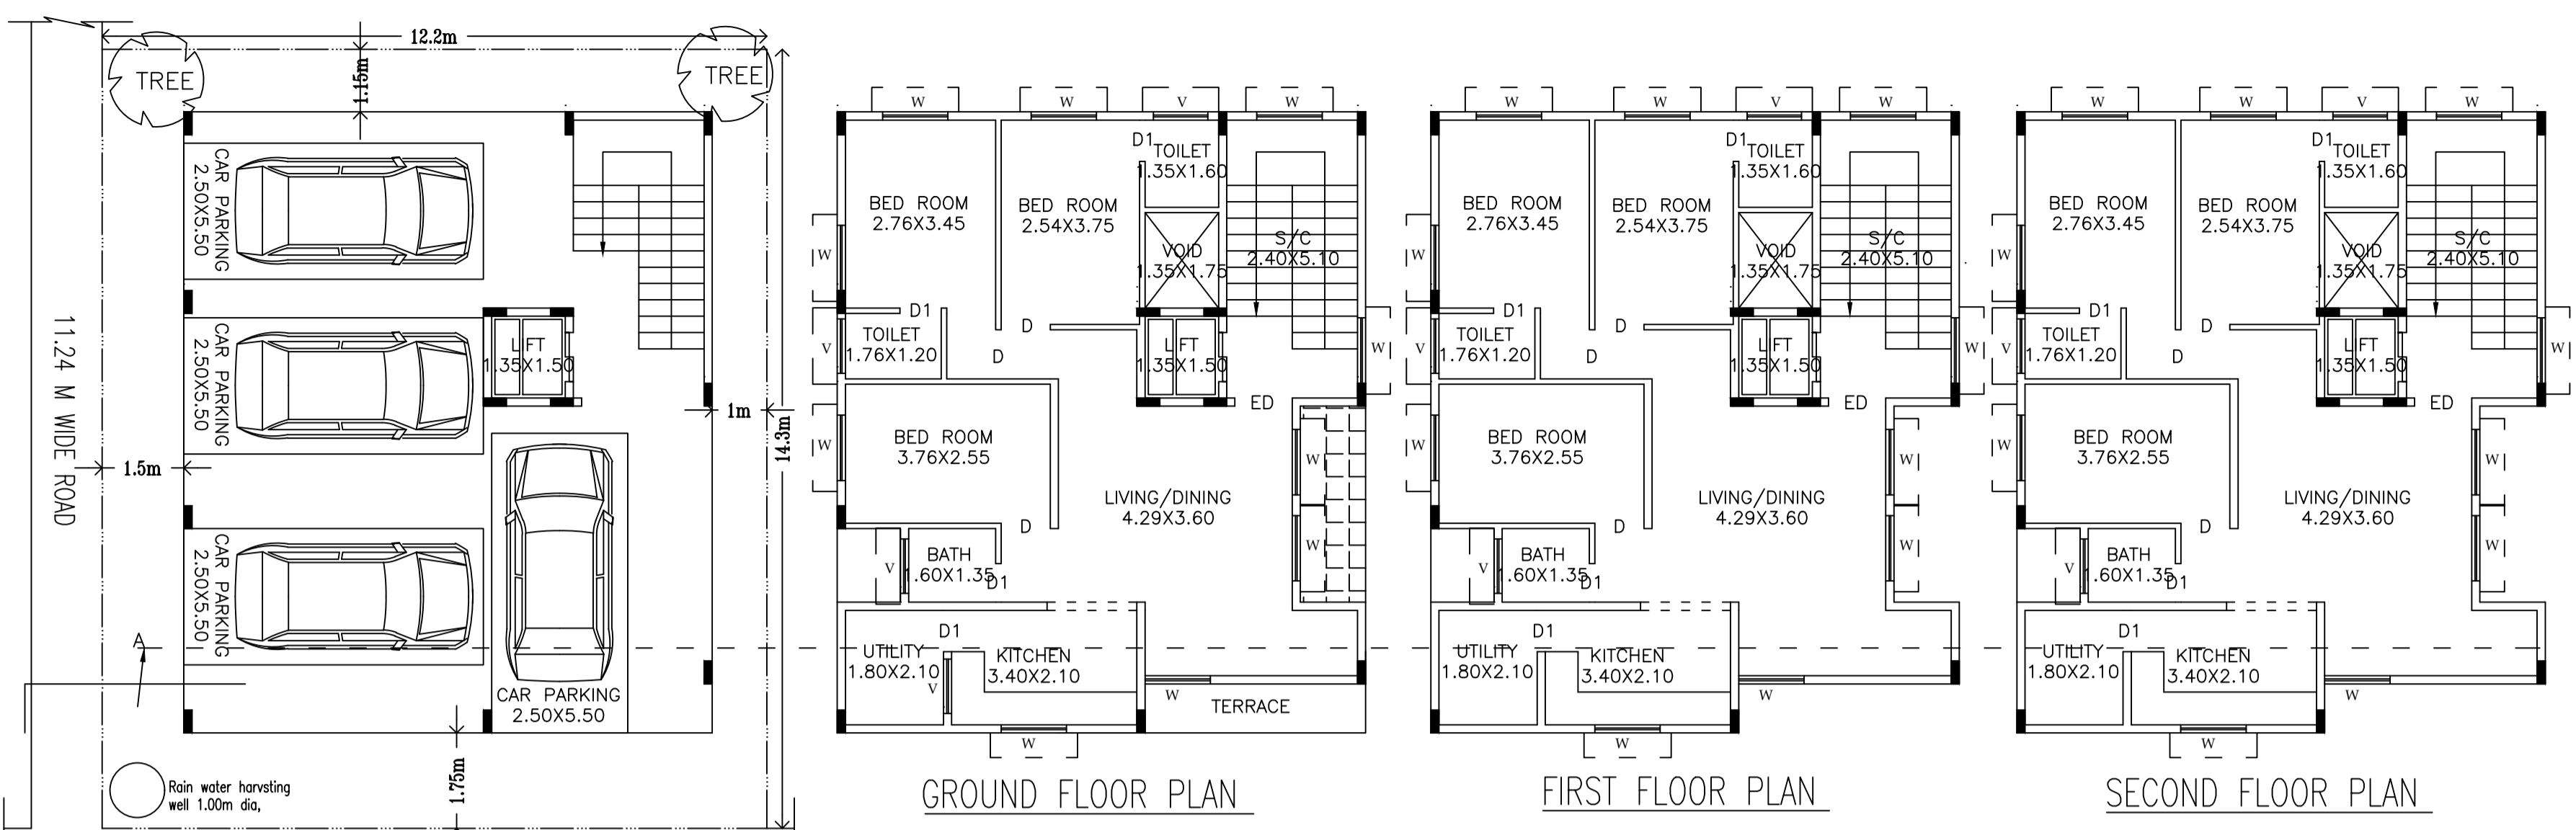 12.2m
TREE
TREE
1.15m
CAR PARKING
2.50X5.50
CAR PARKING
2.50X5.50
CAR PARKING
2.50X5.50
LIFT
1.35X1.50
11.24 M WIDE ROAD
1.5m
1m
14.3m
A
CAR PARKING
2.50X5.50
1.75m
Rain water harvsting
well 1.00m dia,
W
W
V
W
D1
TOILET
1.35X1.60
BED ROOM
2.76X3.45
BED ROOM
2.54X3.75
W
VOID
1.35X1.75
S/C
2.40X5.10
D1
D
TOILET
1.76X1.20
V
D
LIFT
1.35X1.50
W
ED
W
BED ROOM
3.76X2.55
W
LIVING/DINING
4.29X3.60
D
W
V
BATH
1.60X1.35
D1
D1
UTILITY
1.80X2.10
V
KITCHEN
3.40X2.10
W
TERRACE
W
GROUND FLOOR PLAN
W
W
V
W
D1
TOILET
1.35X1.60
BED ROOM
2.76X3.45
BED ROOM
2.54X3.75
W
VOID
1.35X1.75
S/C
2.40X5.10
D1
D
TOILET
1.76X1.20
V
D
LIFT
1.35X1.50
W
ED
W
BED ROOM
3.76X2.55
W
LIVING/DINING
4.29X3.60
D
W
V
BATH
1.60X1.35
D1
D1
UTILITY
1.80X2.10
KITCHEN
3.40X2.10
W
W
FIRST FLOOR PLAN
W
W
V
W
D1
TOILET
1.35X1.60
BED ROOM
2.76X3.45
BED ROOM
2.54X3.75
W
VOID
1.35X1.75
S/C
2.40X5.10
D1
D
TOILET
1.76X1.20
V
D
LIFT
1.35X1.50
W
ED
W
BED ROOM
3.76X2.55
W
LIVING/DINING
4.29X3.60
D
W
V
BATH
1.60X1.35
D1
D1
UTILITY
1.80X2.10
KITCHEN
3.40X2.10
W
W
SECOND FLOOR PLAN